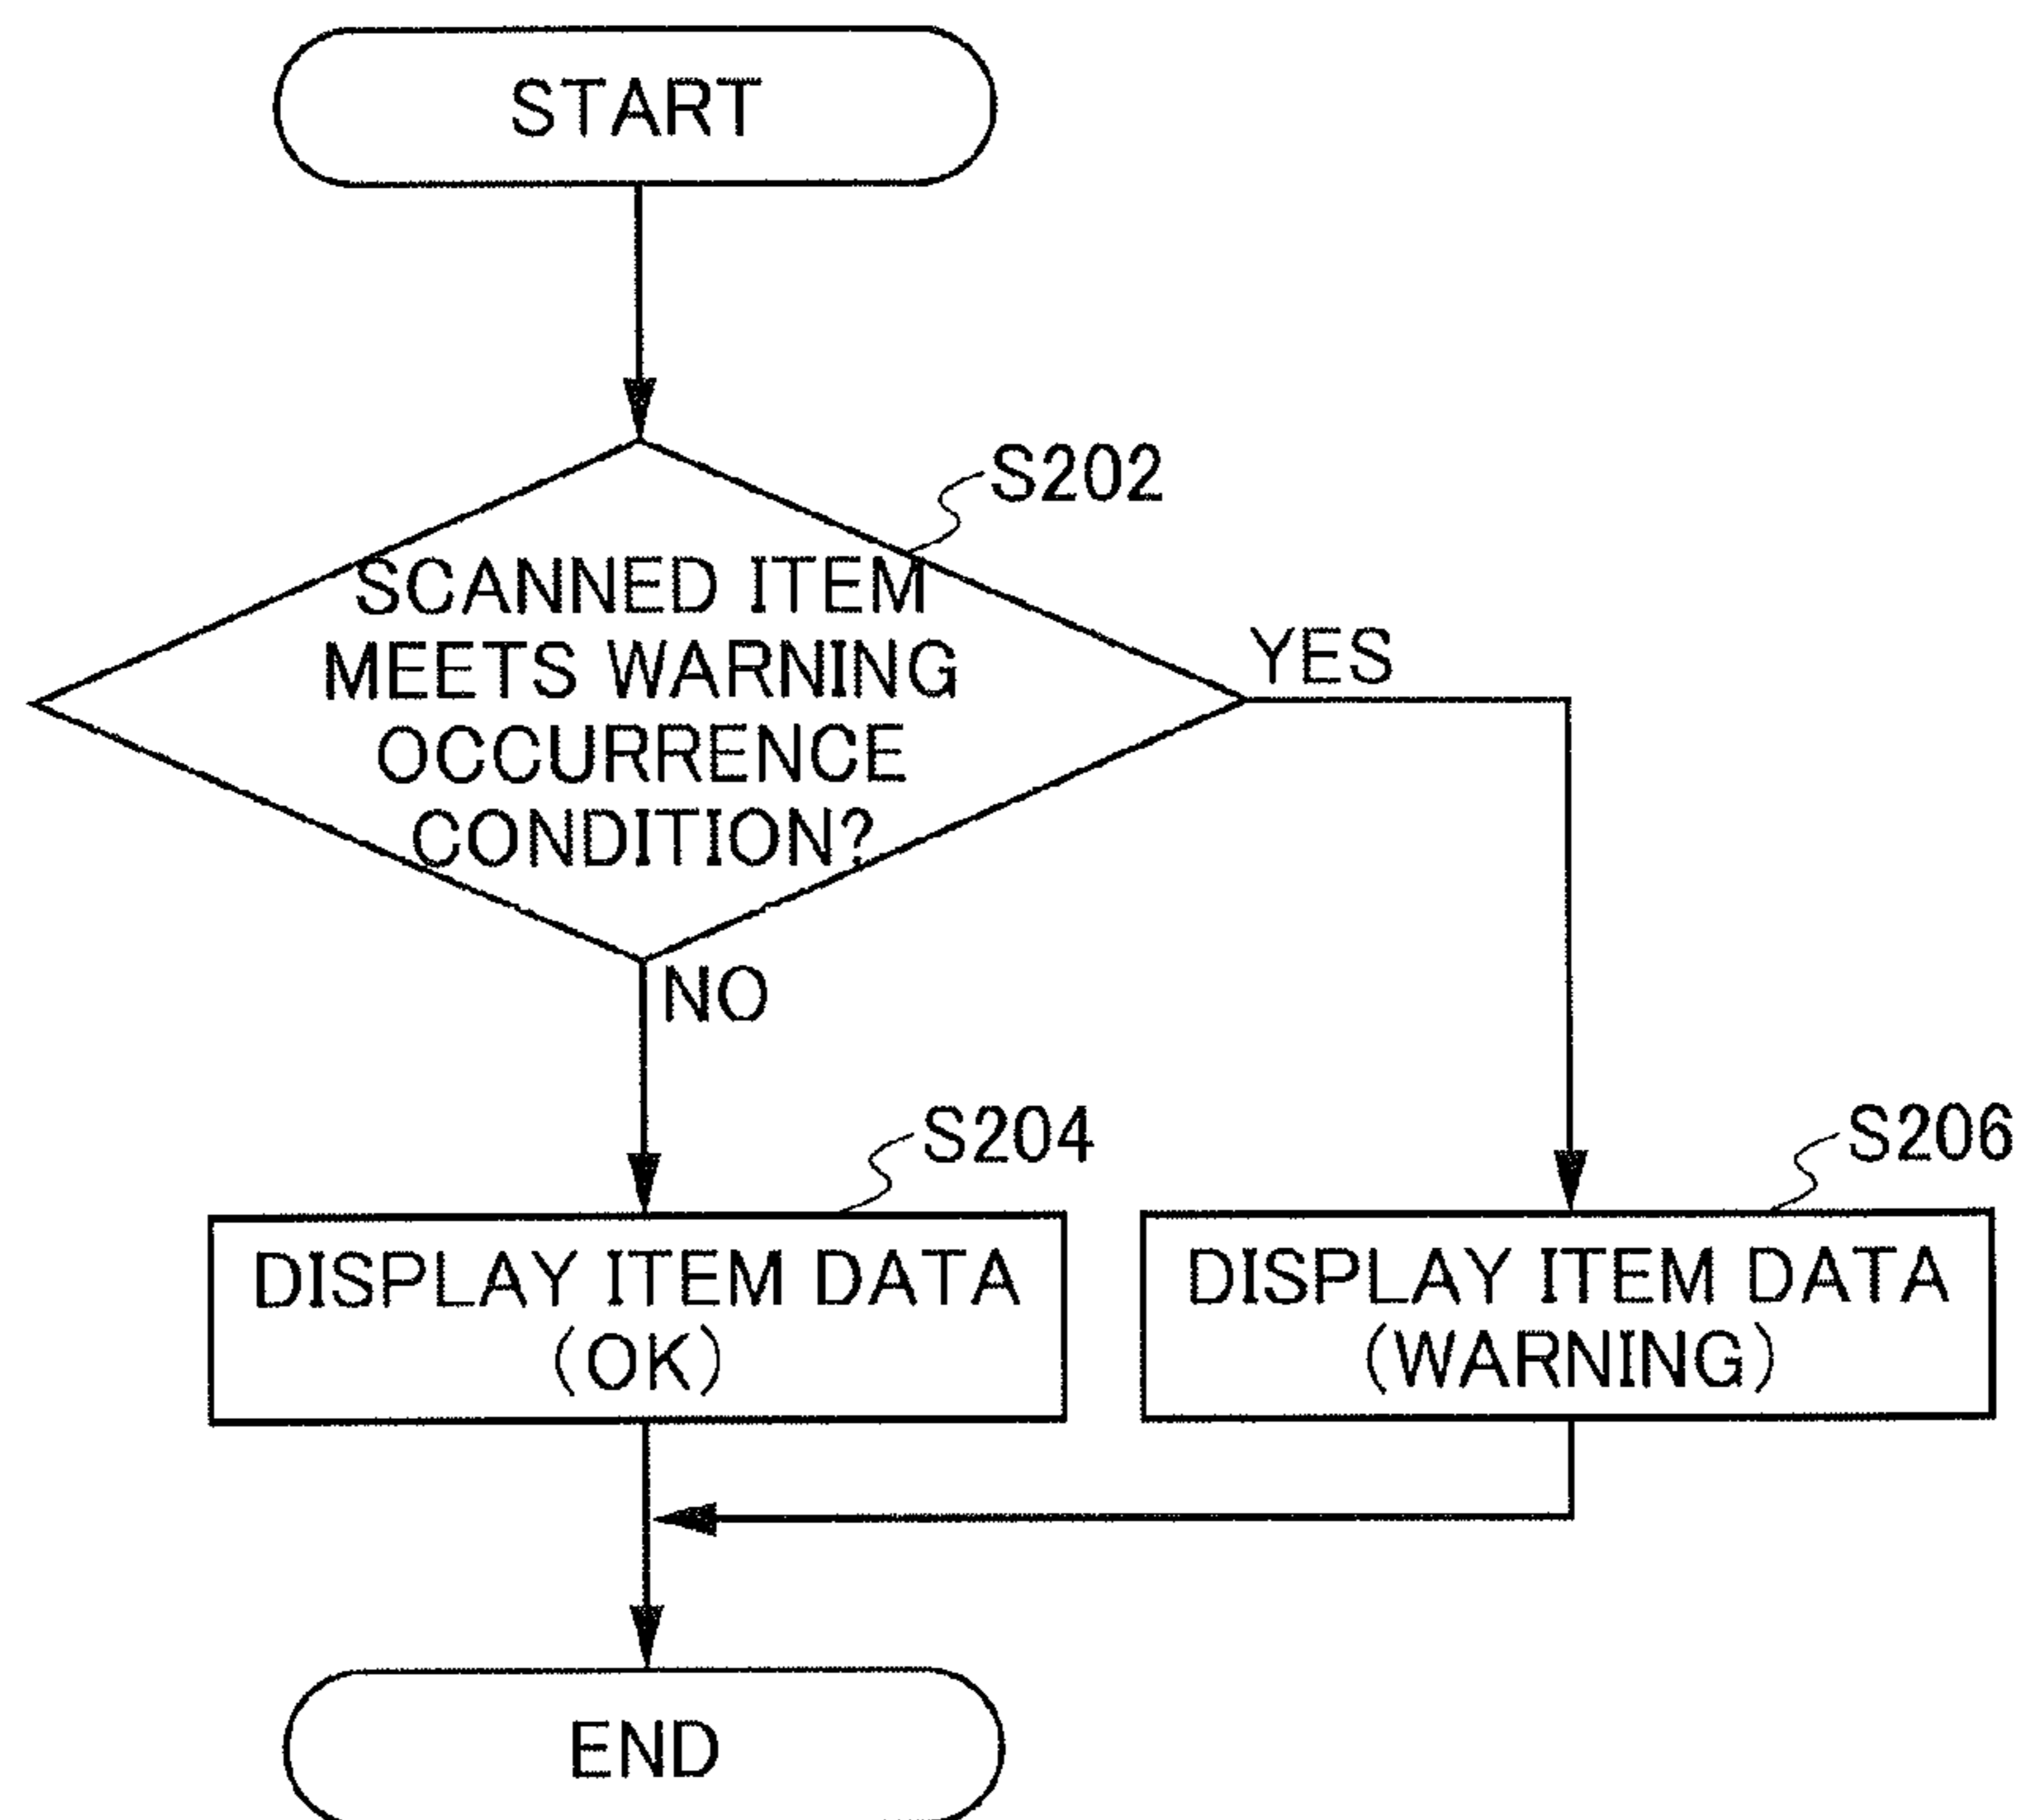 START
S202
SCANNED ITEM
MEETS WARNING
OCCURRENCE
CONDITION?
YES
NO
S204
DISPLAY ITEM DATA
(OK)
S206
DISPLAY ITEM DATA
(WARNING)
END